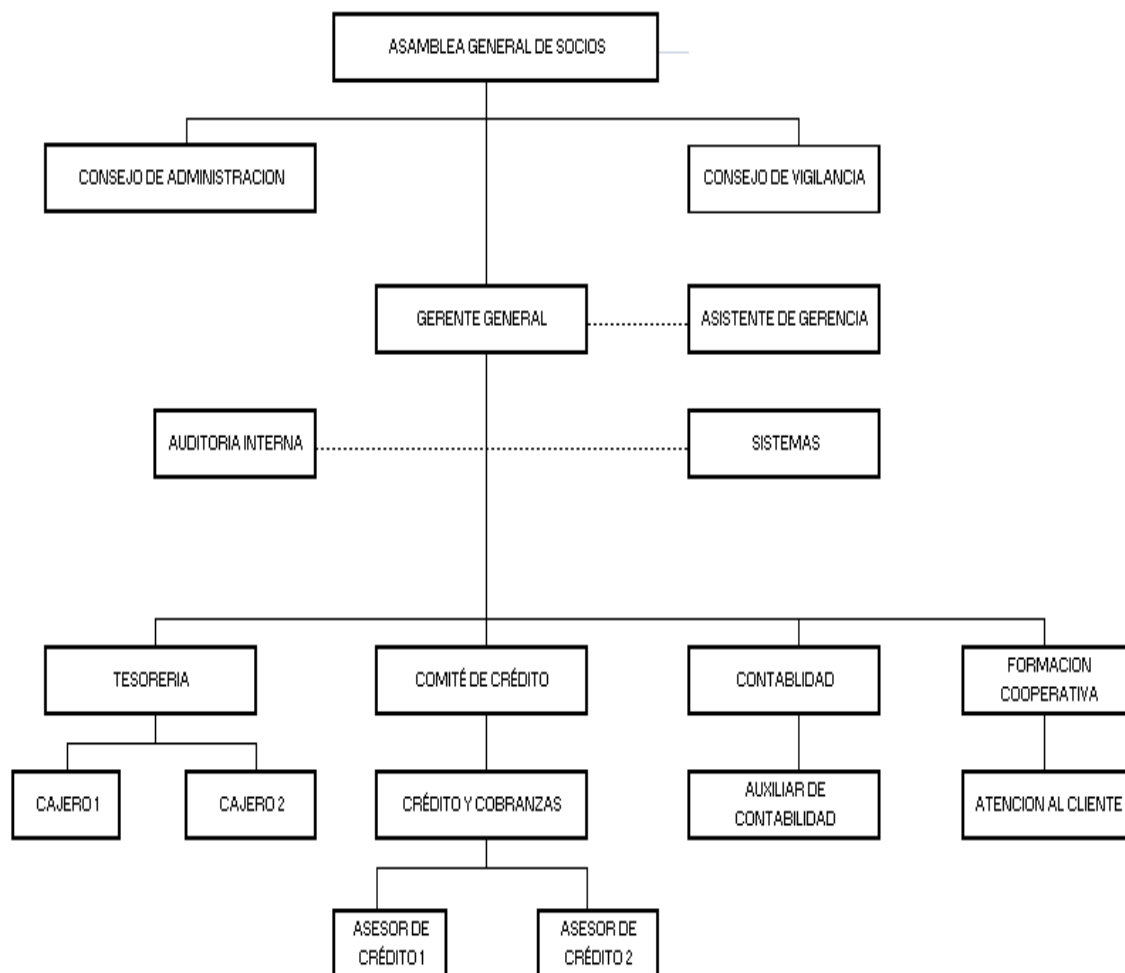 ASAMBLEA GENERAL DE SOCIOS
CONSEJO DE ADMINISTRACION
CONSEJO DE VIGILANCIA
GERENTE GENERAL
ASISTENTE DE GERENCIA
AUDITORIA INTERNA
SISTEMAS
TESORERIA
COMITÉ DE CRÉDITO
CONTABLIDAD
FORMACION
COOPERATIVA
CAJERO 1
CAJERO 2
CRÉDITO Y COBRANZAS
AUXILIAR DE
CONTABILIDAD
ATENCION AL CLIENTE
ASESOR DE
CRÉDITO 1
ASESOR DE
CRÉDITO 2